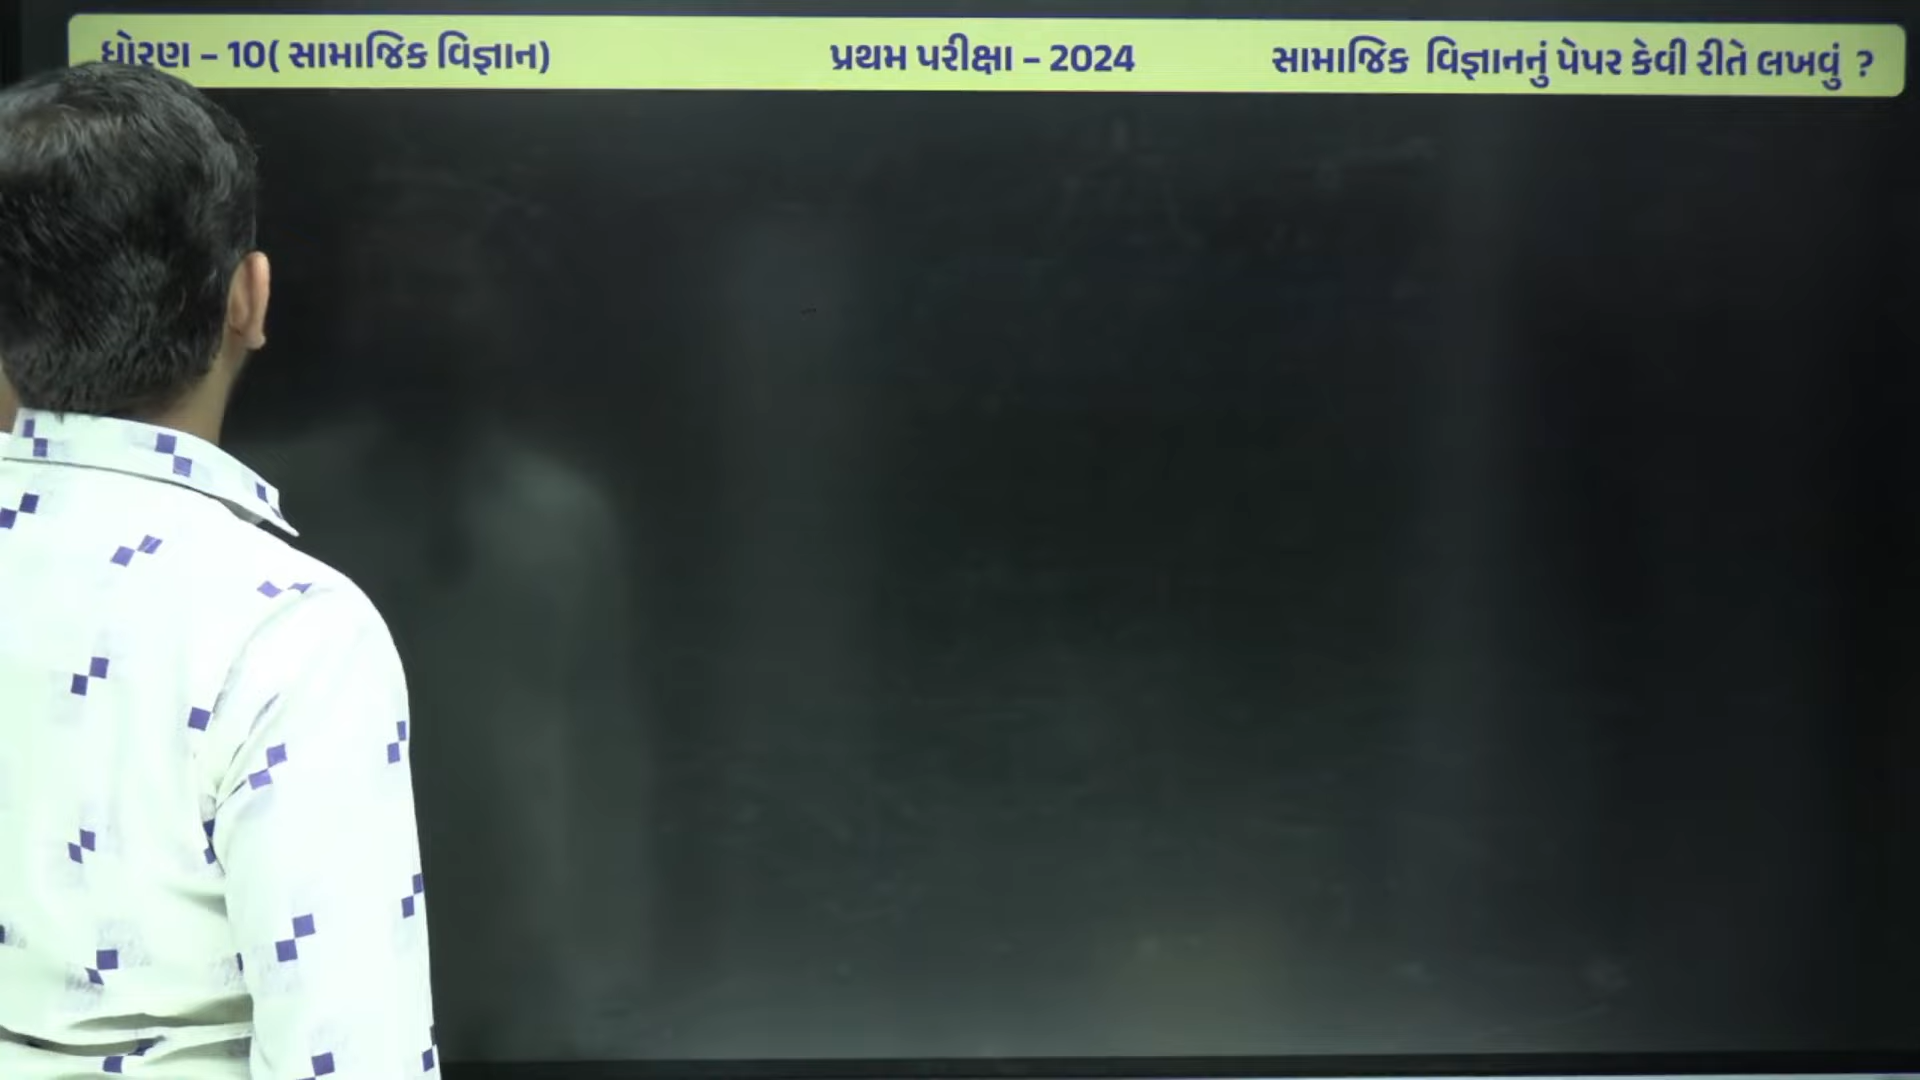 ધોરણ – 10( સામાજિક વિજ્ઞાન) પ્રથમ પરીક્ષા – 2024 સામાજિક વિજ્ઞાનનું પેપર કેવી રીતે લખવું ?